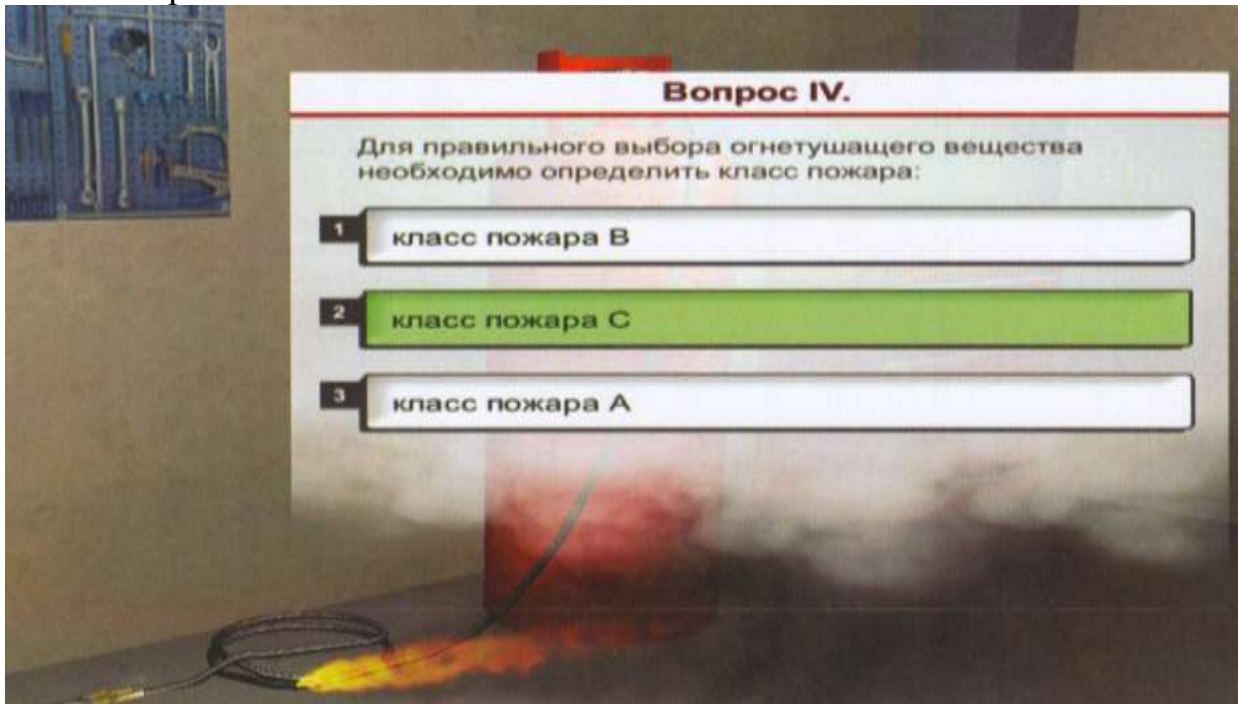 Вопрос IV.
Для правильного выбора огнетушащего вещества
необходимо определить класс пожара:
1 класс пожара В
2 класс пожара С
3 класс пожара А